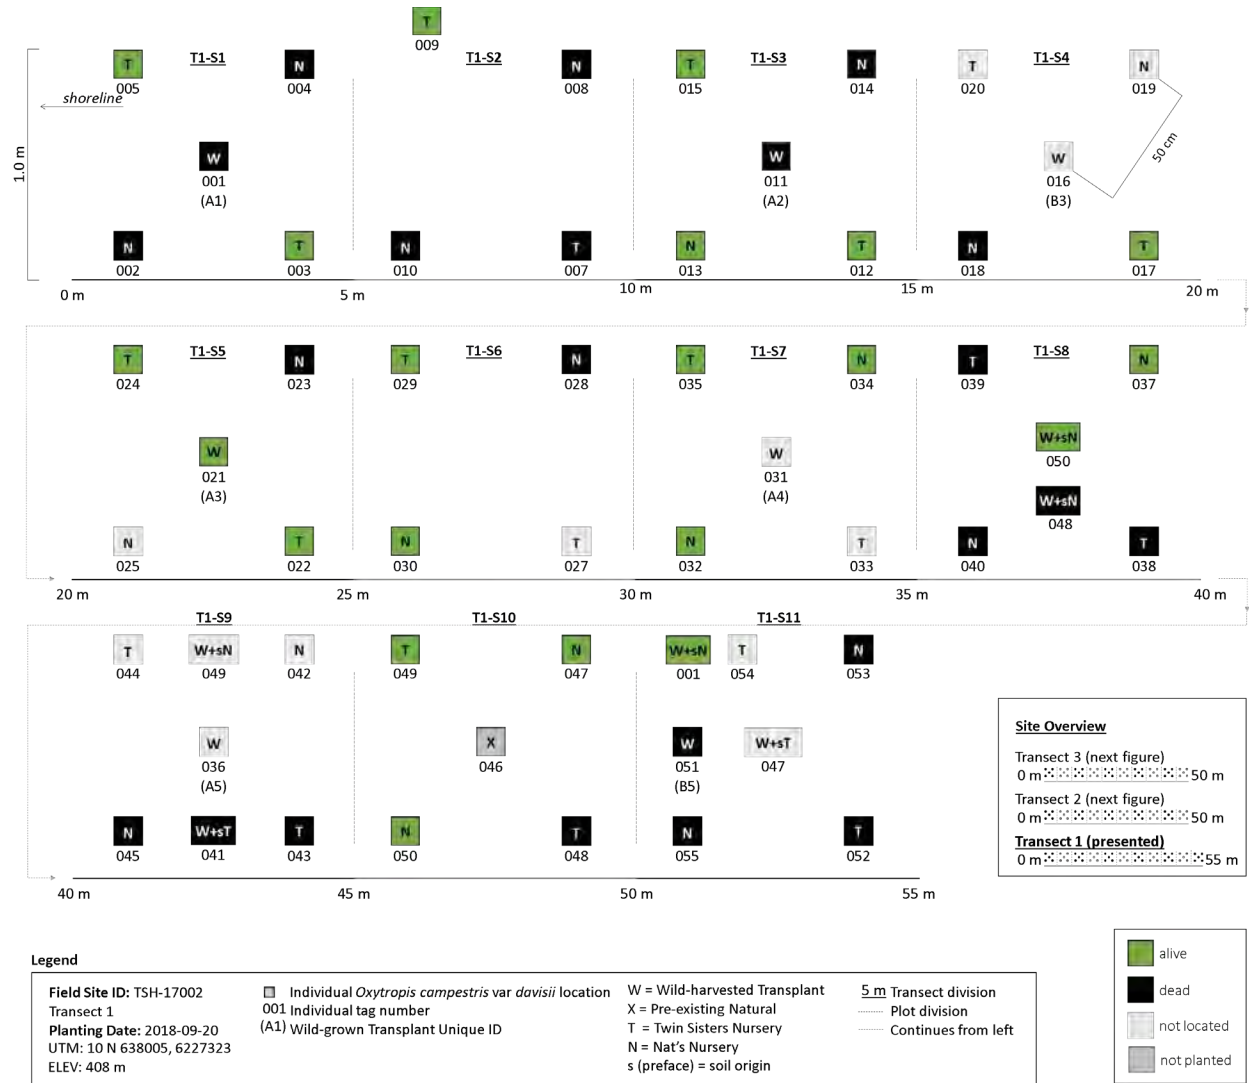 T
009
T
T1-S1
N
T1-S2
N
T
T1-S3
N
T
T1-S4
N
005
004
008
015
014
020
019
shoreline
1.0 m
W
W
W
50 cm
001
011
016
(A1)
(A2)
(B3)
N
T
N
T
N
T
N
T
002
003
010
007
013
012
018
017
0 m
5 m
10 m
15 m
20 m
T
T1-S5
N
T
T1-S6
N
T
T1-S7
N
T
T1-S8
N
024
023
029
028
035
034
039
037
W
W
W+sN
021
031
050
(A3)
(A4)
W+sN
048
N
T
N
T
N
T
N
T
025
022
030
027
032
033
040
038
20 m
25 m
30 m
35 m
40 m
T1-S9
T1-S10
T1-S11
T
W+sN
N
T
N
W+sN
T
N
044
049
042
049
047
001
054
053
W
X
W
W+sT
036
046
051
047
(A5)
(B5)
N
W+sT
T
N
T
N
T
045
041
043
050
048
055
052
40 m
45 m
50 m
55 m
Site Overview
Transect 3 (next figure)
0 m 50 m
Transect 2 (next figure)
0 m 50 m
Transect 1 (presented)
0 m 55 m
alive
dead
not located
not planted
Legend
Field Site ID: TSH-17002
Transect 1
Planting Date: 2018-09-20
UTM: 10 N 638005, 6227323
ELEV: 408 m
Individual Oxytropis campestris var davisii location
001 Individual tag number
(A1) Wild-grown Transplant Unique ID
W = Wild-harvested Transplant
X = Pre-existing Natural
T = Twin Sisters Nursery
N = Nat's Nursery
s (preface) = soil origin
5 m Transect division
Plot division
Continues from left